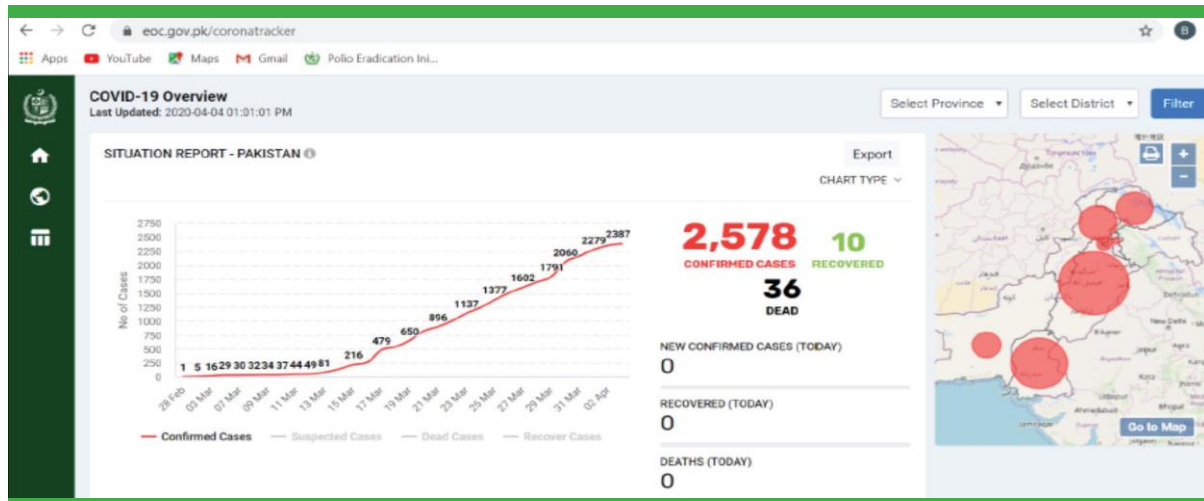 eoc.gov.pk/coronatracker
B
Apps YouTube Maps Gmail Polio Eradication Ini...
COVID-19 Overview
Last Updated: 2020-04-04 01:01:01 PM
Select Province
Select District
Filter
SITUATION REPORT - PAKISTAN
Export
CHART TYPE
No of Cases
2750
2500
2250
2000
1750
1500
1250
1000
750
500
250
0
1 5 16 29 30 32 34 37 44 49 81 216 479 650 896 1137 1377 1602 1791 2060 2279 2387
28 Feb 03 Mar 07 Mar 09 Mar 11 Mar 13 Mar 15 Mar 17 Mar 19 Mar 21 Mar 23 Mar 25 Mar 27 Mar 29 Mar 31 Mar 02 Apr
Confirmed Cases Suspected Cases Dead Cases Recover Cases
2,578
CONFIRMED CASES
10
RECOVERED
36
DEAD
NEW CONFIRMED CASES (TODAY)
0
RECOVERED (TODAY)
0
DEATHS (TODAY)
0
+
-
New Delhi
Jaipur
Agra
Kota
Udaipur
Ahmedabad
Bhopal
Go to Map